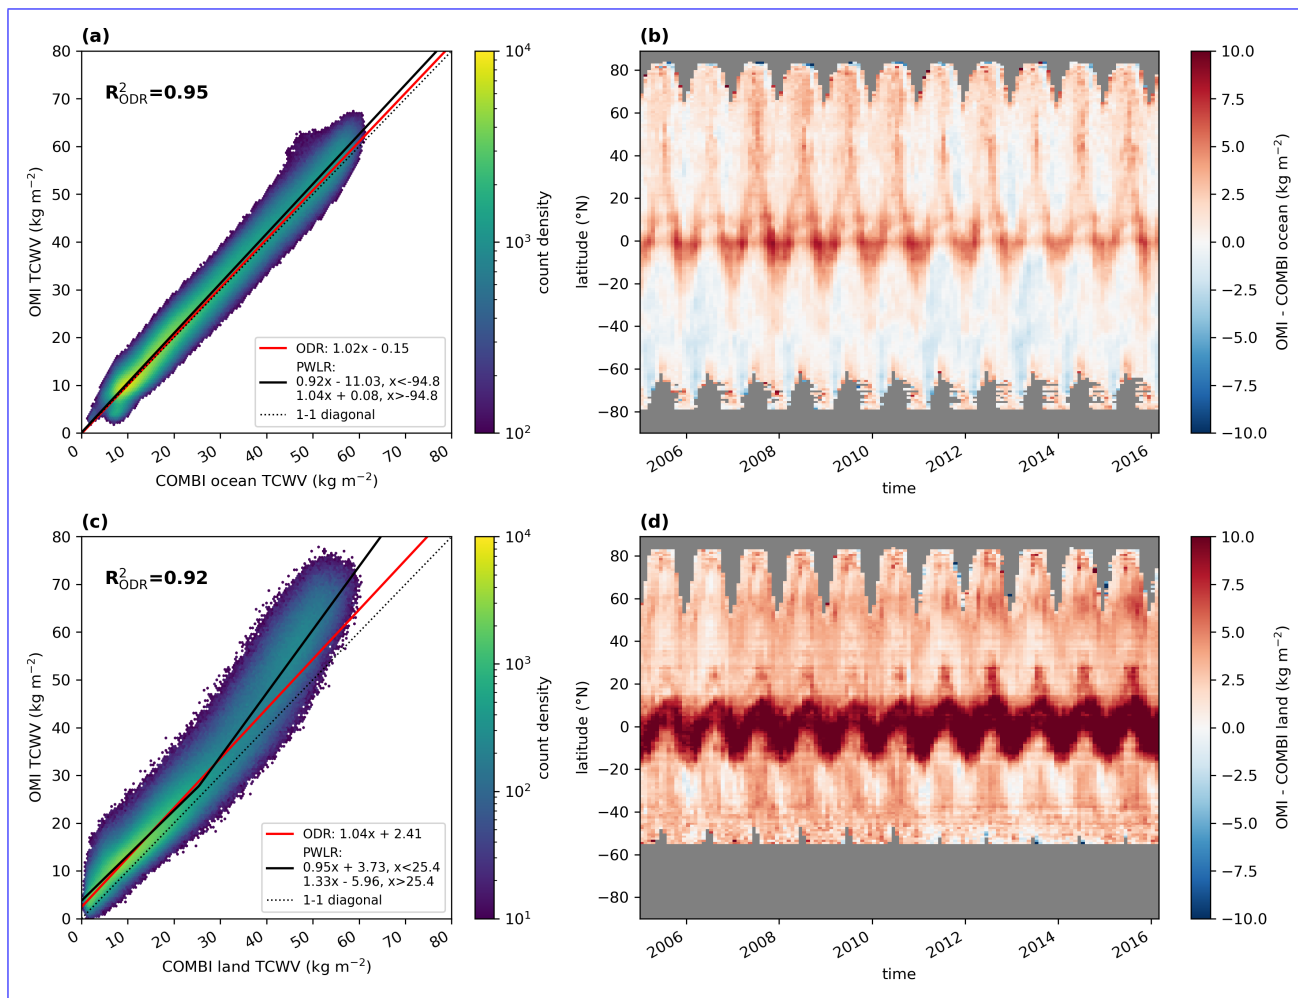 (a)
R²ODR=0.95
80
70
60
50
40
30
20
10
0
OMI TCWV (kg m⁻²)
0 10 20 30 40 50 60 70 80
COMBI ocean TCWV (kg m⁻²)
ODR: 1.02x - 0.15
PWLR:
0.92x - 11.03, x<-94.8
1.04x + 0.08, x>-94.8
1-1 diagonal
10⁴
10³
10²
count density
(b)
80
60
40
20
0
−20
−40
−60
−80
latitude (°N)
2006 2008 2010 2012 2014 2016
time
10.0
7.5
5.0
2.5
0.0
−2.5
−5.0
−7.5
−10.0
OMI - COMBI ocean (kg m⁻²)
(c)
R²ODR=0.92
80
70
60
50
40
30
20
10
0
OMI TCWV (kg m⁻²)
0 10 20 30 40 50 60 70 80
COMBI land TCWV (kg m⁻²)
ODR: 1.04x + 2.41
PWLR:
0.95x + 3.73, x<25.4
1.33x - 5.96, x>25.4
1-1 diagonal
10⁴
10³
10²
10¹
count density
(d)
80
60
40
20
0
−20
−40
−60
−80
latitude (°N)
2006 2008 2010 2012 2014 2016
time
10.0
7.5
5.0
2.5
0.0
−2.5
−5.0
−7.5
−10.0
OMI - COMBI land (kg m⁻²)